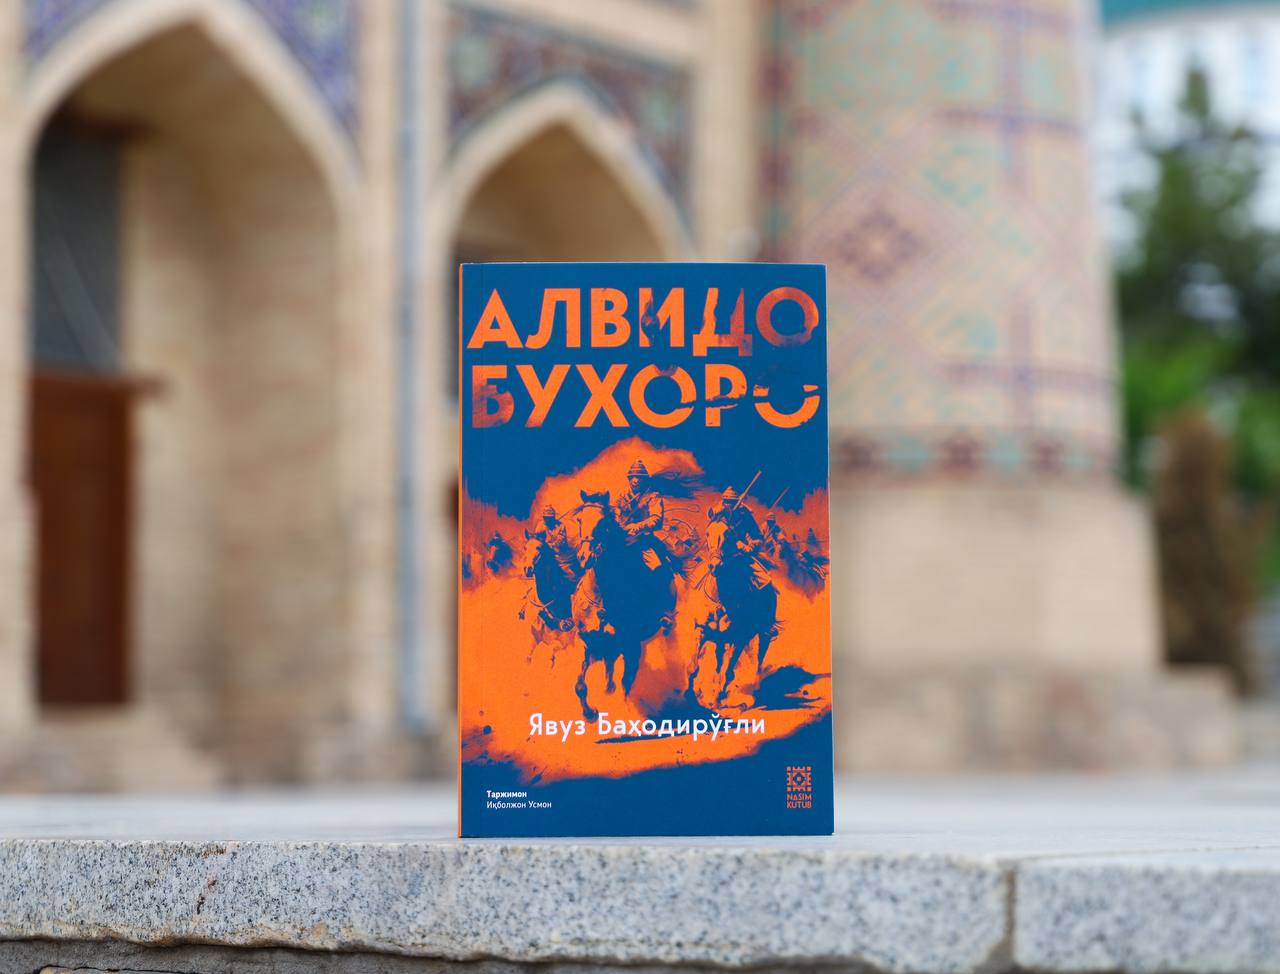 АЛВИДО
БУХОРО
Явуз Баҳодирўғли
Таржимон
Иқболжон Усмон
NASIM
KUTUB